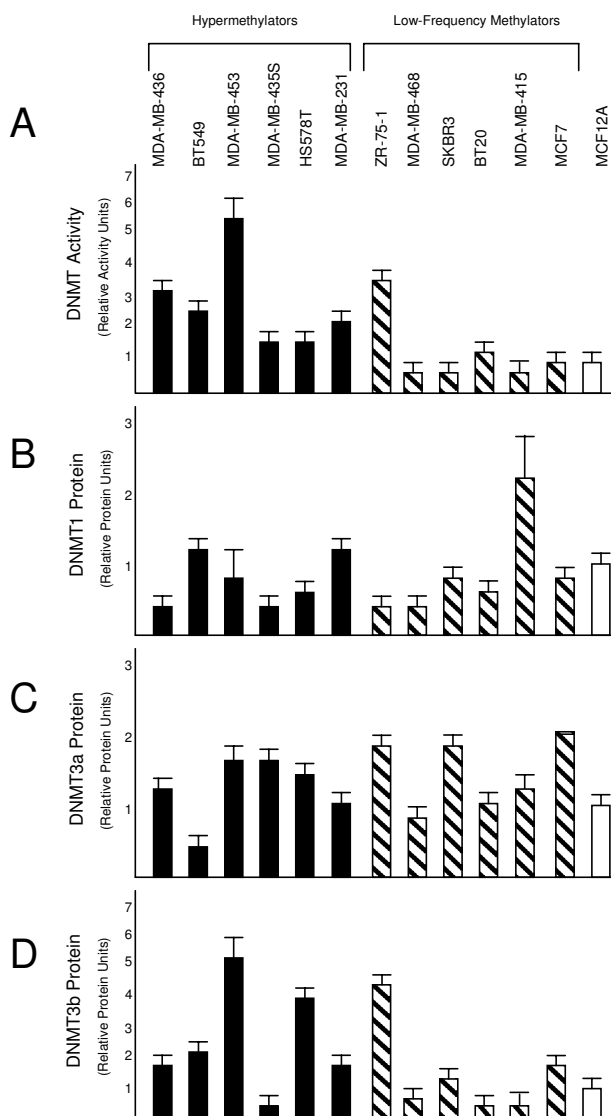 Hypermethylators
Low-Frequency Methylators
MDA-MB-436
BT549
MDA-MB-453
MDA-MB-435S
HS578T
MDA-MB-231
ZR-75-1
MDA-MB-468
SKBR3
BT20
MDA-MB-415
MCF7
MCF12A
A
DNMT Activity
(Relative Activity Units)
7
6
5
4
3
2
1
B
DNMT1 Protein
(Relative Protein Units)
3
2
1
C
DNMT3a Protein
(Relative Protein Units)
3
2
1
D
DNMT3b Protein
(Relative Protein Units)
7
6
5
4
3
2
1